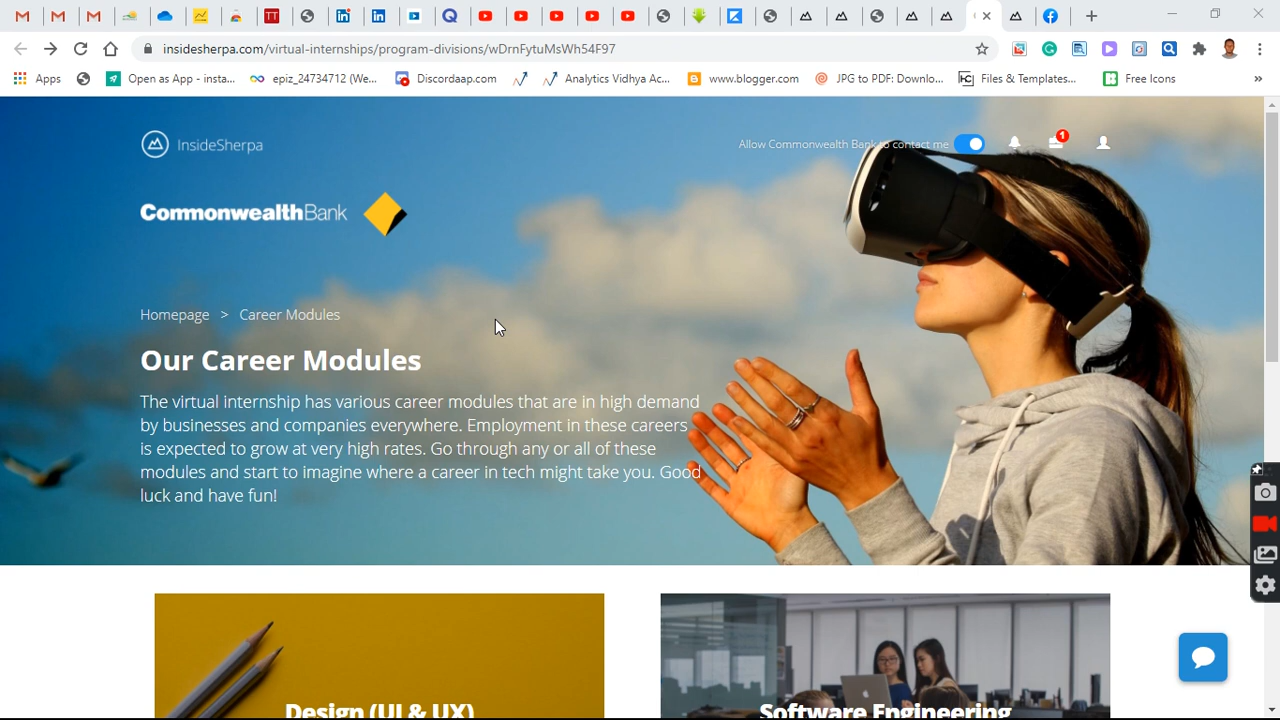 insidesherpa.com/virtual-internships/program-divisions/wDrnFytuMsWh54F97
Apps
Open as App - insta...
epiz_24734712 (We...
Discordaap.com
Analytics Vidhya Ac...
www.blogger.com
JPG to PDF: Downlo...
Files & Templates...
Free Icons
»
InsideSherpa
Allow Commonwealth Bank to contact me
1
CommonwealthBank
Homepage > Career Modules
Our Career Modules
The virtual internship has various career modules that are in high demand
by businesses and companies everywhere. Employment in these careers
is expected to grow at very high rates. Go through any or all of these
modules and start to imagine where a career in tech might take you. Good
luck and have fun!
Design (UI & UX)
Software Engineering